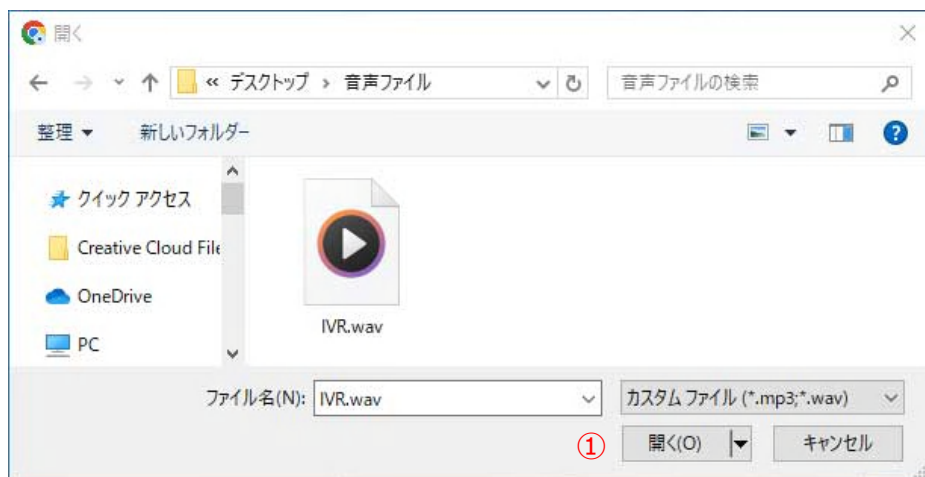 開く
« デスクトップ › 音声ファイル
音声ファイルの検索
整理
新しいフォルダー
クイック アクセス
Creative Cloud File
OneDrive
PC
IVR.wav
ファイル名(N):
IVR.wav
カスタム ファイル (*.mp3;*.wav)
①
開く(O)
キャンセル